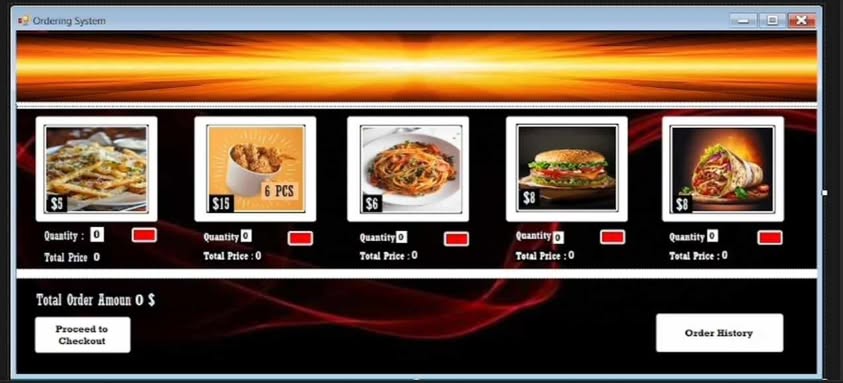 Ordering System
$5
$15
6 PCS
$6
$8
$8
Quantity : 0
Quantity 0
Quantity 0
Quantity 0
Quantity 0
Total Price 0
Total Price : 0
Total Price : 0
Total Price : 0
Total Price : 0
Total Order Amoun 0 $
Proceed to
Checkout
Order History